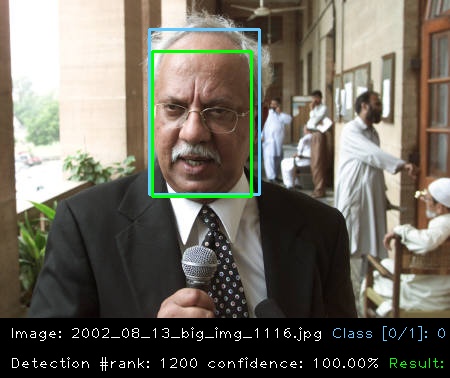 Image: 2002_08_13_big_img_1116.jpg Class [0/1]: 0
Detection #rank: 1200 confidence: 100.00% Result: